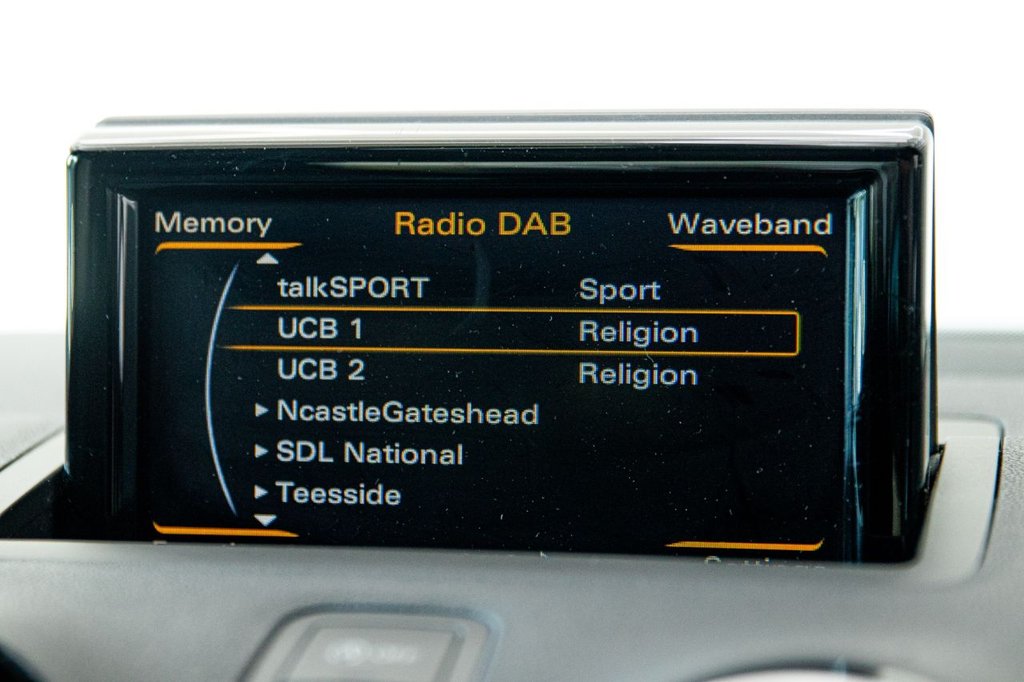 Memory Radio DAB Waveband
talkSPORT Sport
UCB 1 Religion
UCB 2 Religion
NcastleGateshead
SDL National
Teesside